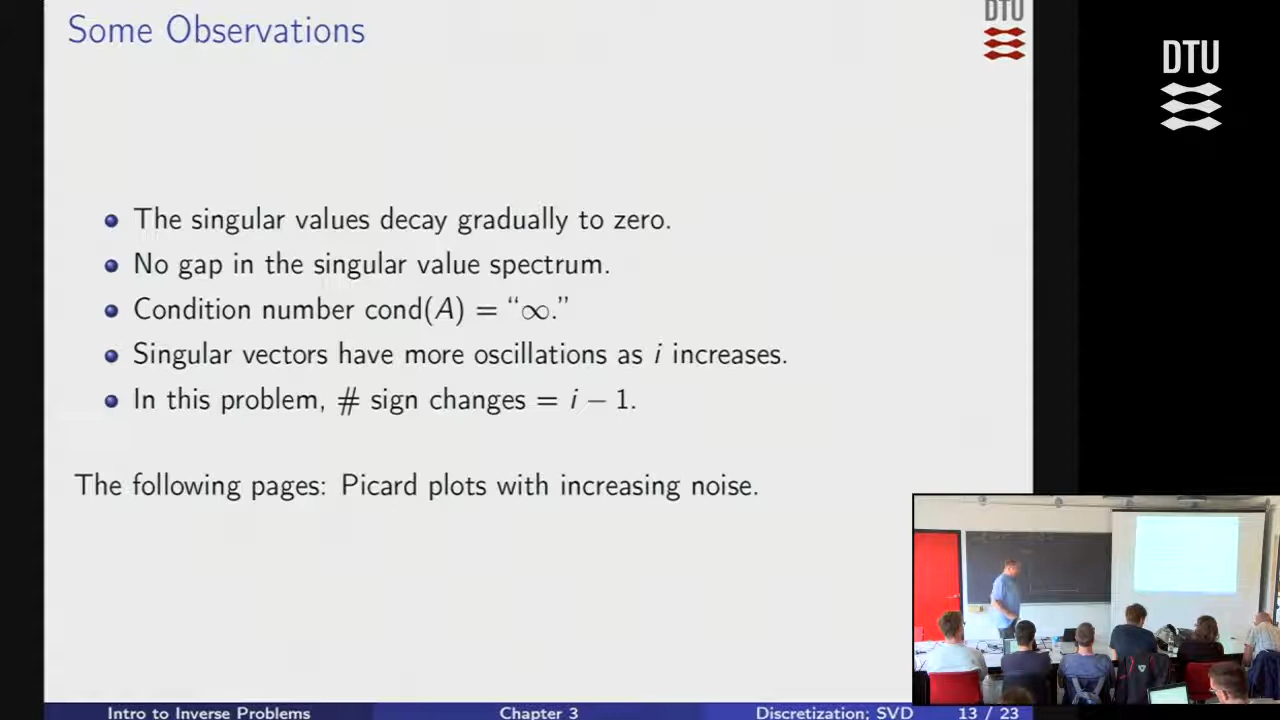 Some Observations
DTU
DTU
The singular values decay gradually to zero.
No gap in the singular value spectrum.
Condition number cond(A) = “∞.”
Singular vectors have more oscillations as i increases.
In this problem, # sign changes = i − 1.
The following pages: Picard plots with increasing noise.
Intro to Inverse Problems Chapter 3 Discretization; SVD 13 / 23